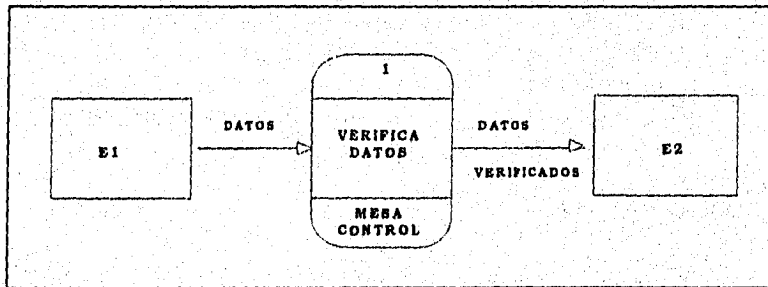 E1
DATOS
1
VERIFICA
DATOS
MESA
CONTROL
DATOS
VERIFICADOS
E2